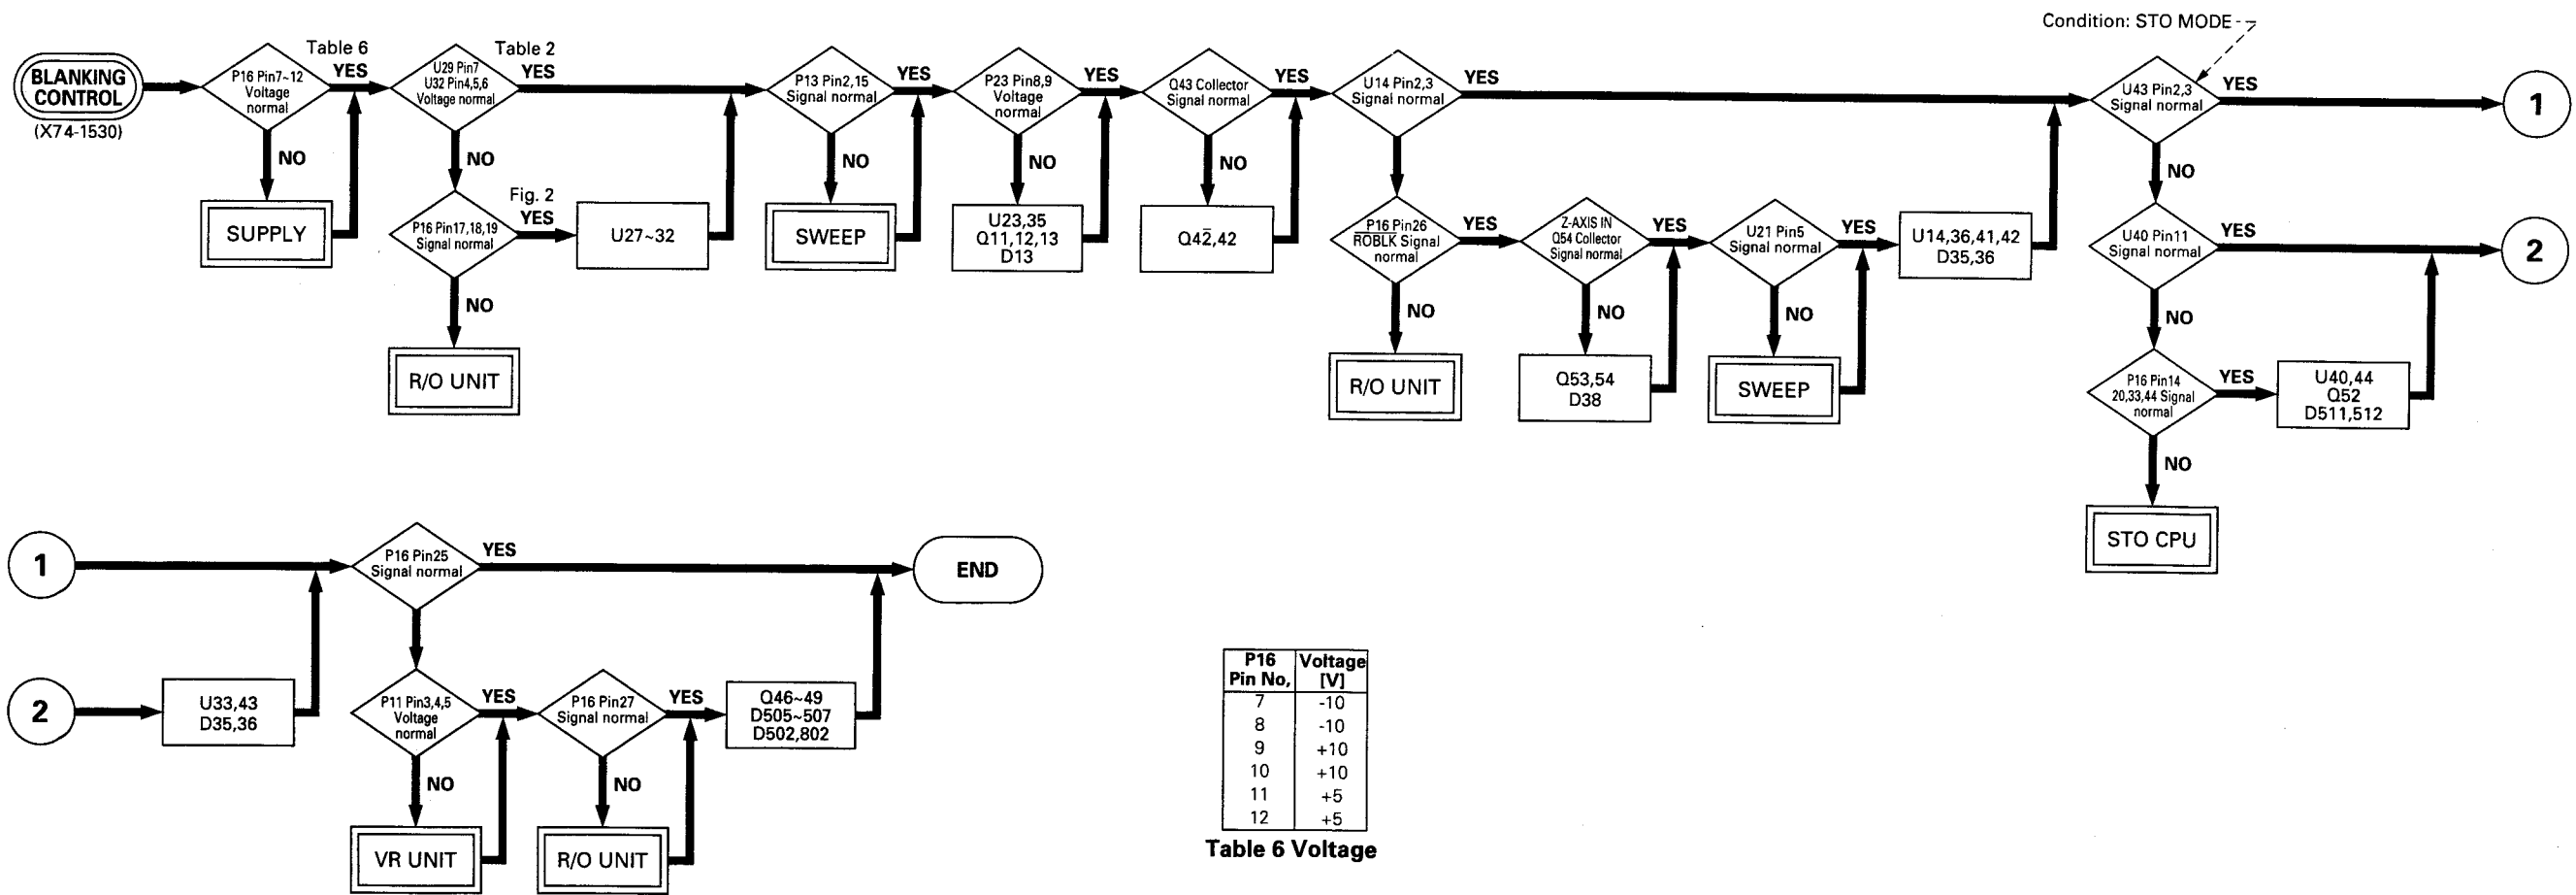 Condition: STO MODE
BLANKING
CONTROL
(X74-1530)
P16 Pin7~12
Voltage
normal
Table 6
YES
NO
SUPPLY
U29 Pin7
U32 Pin4,5,6
Voltage normal
Table 2
YES
NO
P16 Pin17,18,19
Signal normal
Fig. 2
YES
U27~32
NO
R/O UNIT
P13 Pin2,15
Signal normal
YES
NO
SWEEP
P23 Pin8,9
Voltage
normal
YES
NO
U23,35
Q11,12,13
D13
Q43 Collector
Signal normal
YES
NO
Q42,42
U14 Pin2,3
Signal normal
YES
P16 Pin26
ROBLK Signal
normal
YES
NO
R/O UNIT
Z-AXIS IN
Q54 Collector
Signal normal
YES
NO
Q53,54
D38
U21 Pin5
Signal normal
YES
NO
SWEEP
U14,36,41,42
D35,36
U43 Pin2,3
Signal normal
YES
1
NO
U40 Pin11
Signal normal
YES
2
NO
P16 Pin14
20,33,44 Signal
normal
YES
U40,44
Q52
D511,512
NO
STO CPU
1
P16 Pin25
Signal normal
YES
END
2
U33,43
D35,36
P11 Pin3,4,5
Voltage
normal
YES
NO
VR UNIT
P16 Pin27
Signal normal
YES
NO
R/O UNIT
Q46~49
D505~507
D502,802
P16 Voltage
Pin No, [V]
7 -10
8 -10
9 +10
10 +10
11 +5
12 +5
Table 6 Voltage